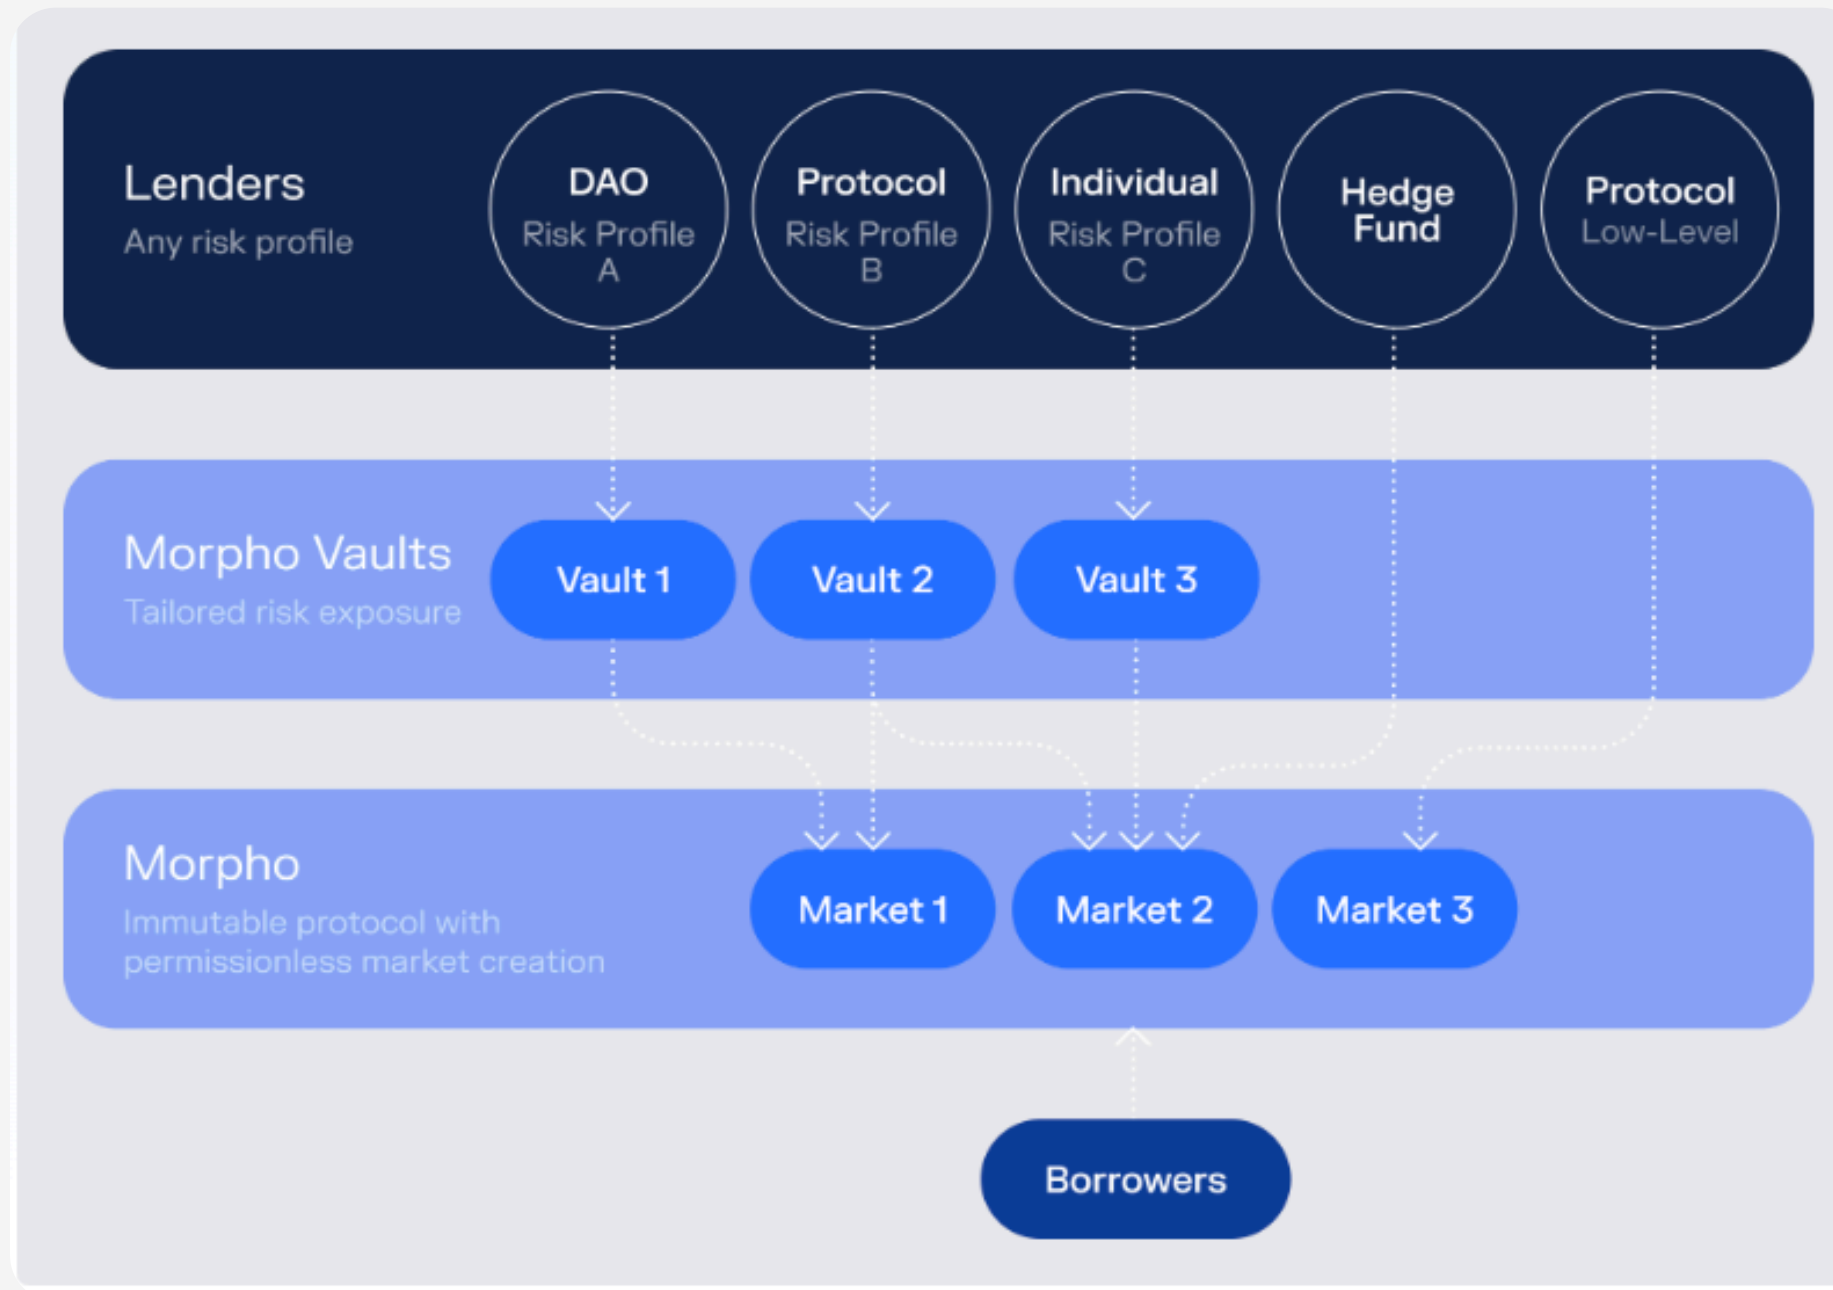 Lenders
Any risk profile
DAO
Risk Profile
A
Protocol
Risk Profile
B
Individual
Risk Profile
C
Hedge
Fund
Protocol
Low-Level
Morpho Vaults
Tailored risk exposure
Vault 1
Vault 2
Vault 3
Morpho
Immutable protocol with
permissionless market creation
Market 1
Market 2
Market 3
Borrowers